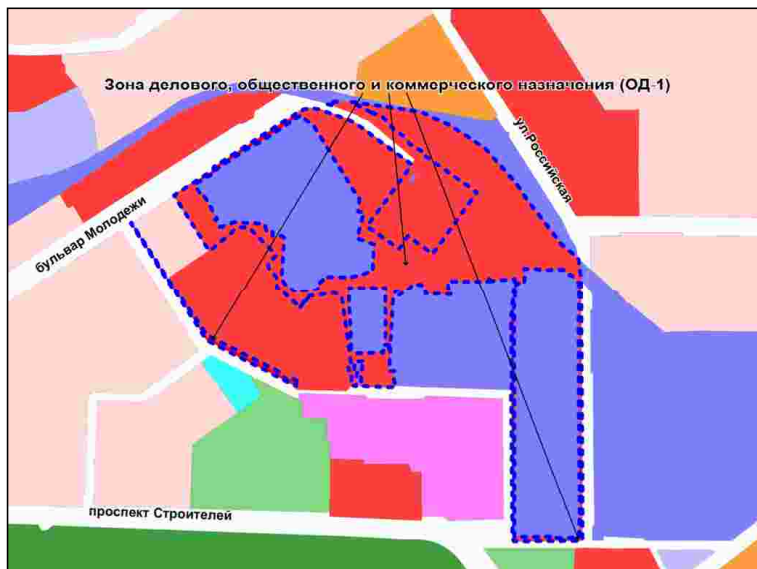 Зона делового, общественного и коммерческого назначения (ОД-1)
ул.Российская
бульвар Молодежи
проспект Строителей